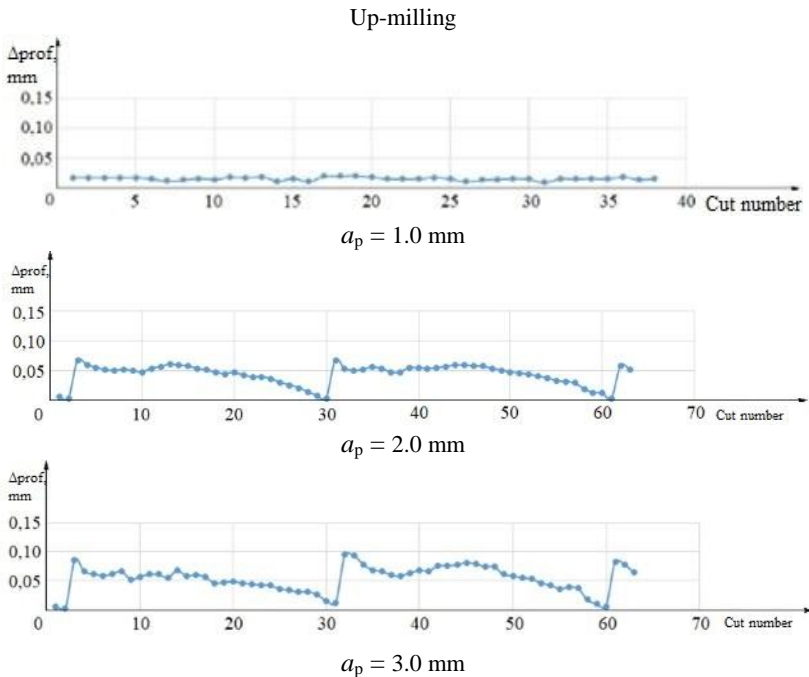 Up-milling
Δprof,
mm
0,15
0,10
0,05
0 5 10 15 20 25 30 35 40 Cut number
aₚ = 1.0 mm
Δprof,
mm
0,15
0,10
0,05
0 10 20 30 40 50 60 70 Cut number
aₚ = 2.0 mm
Δprof,
mm
0,15
0,10
0,05
0 10 20 30 40 50 60 70 Cut number
aₚ = 3.0 mm